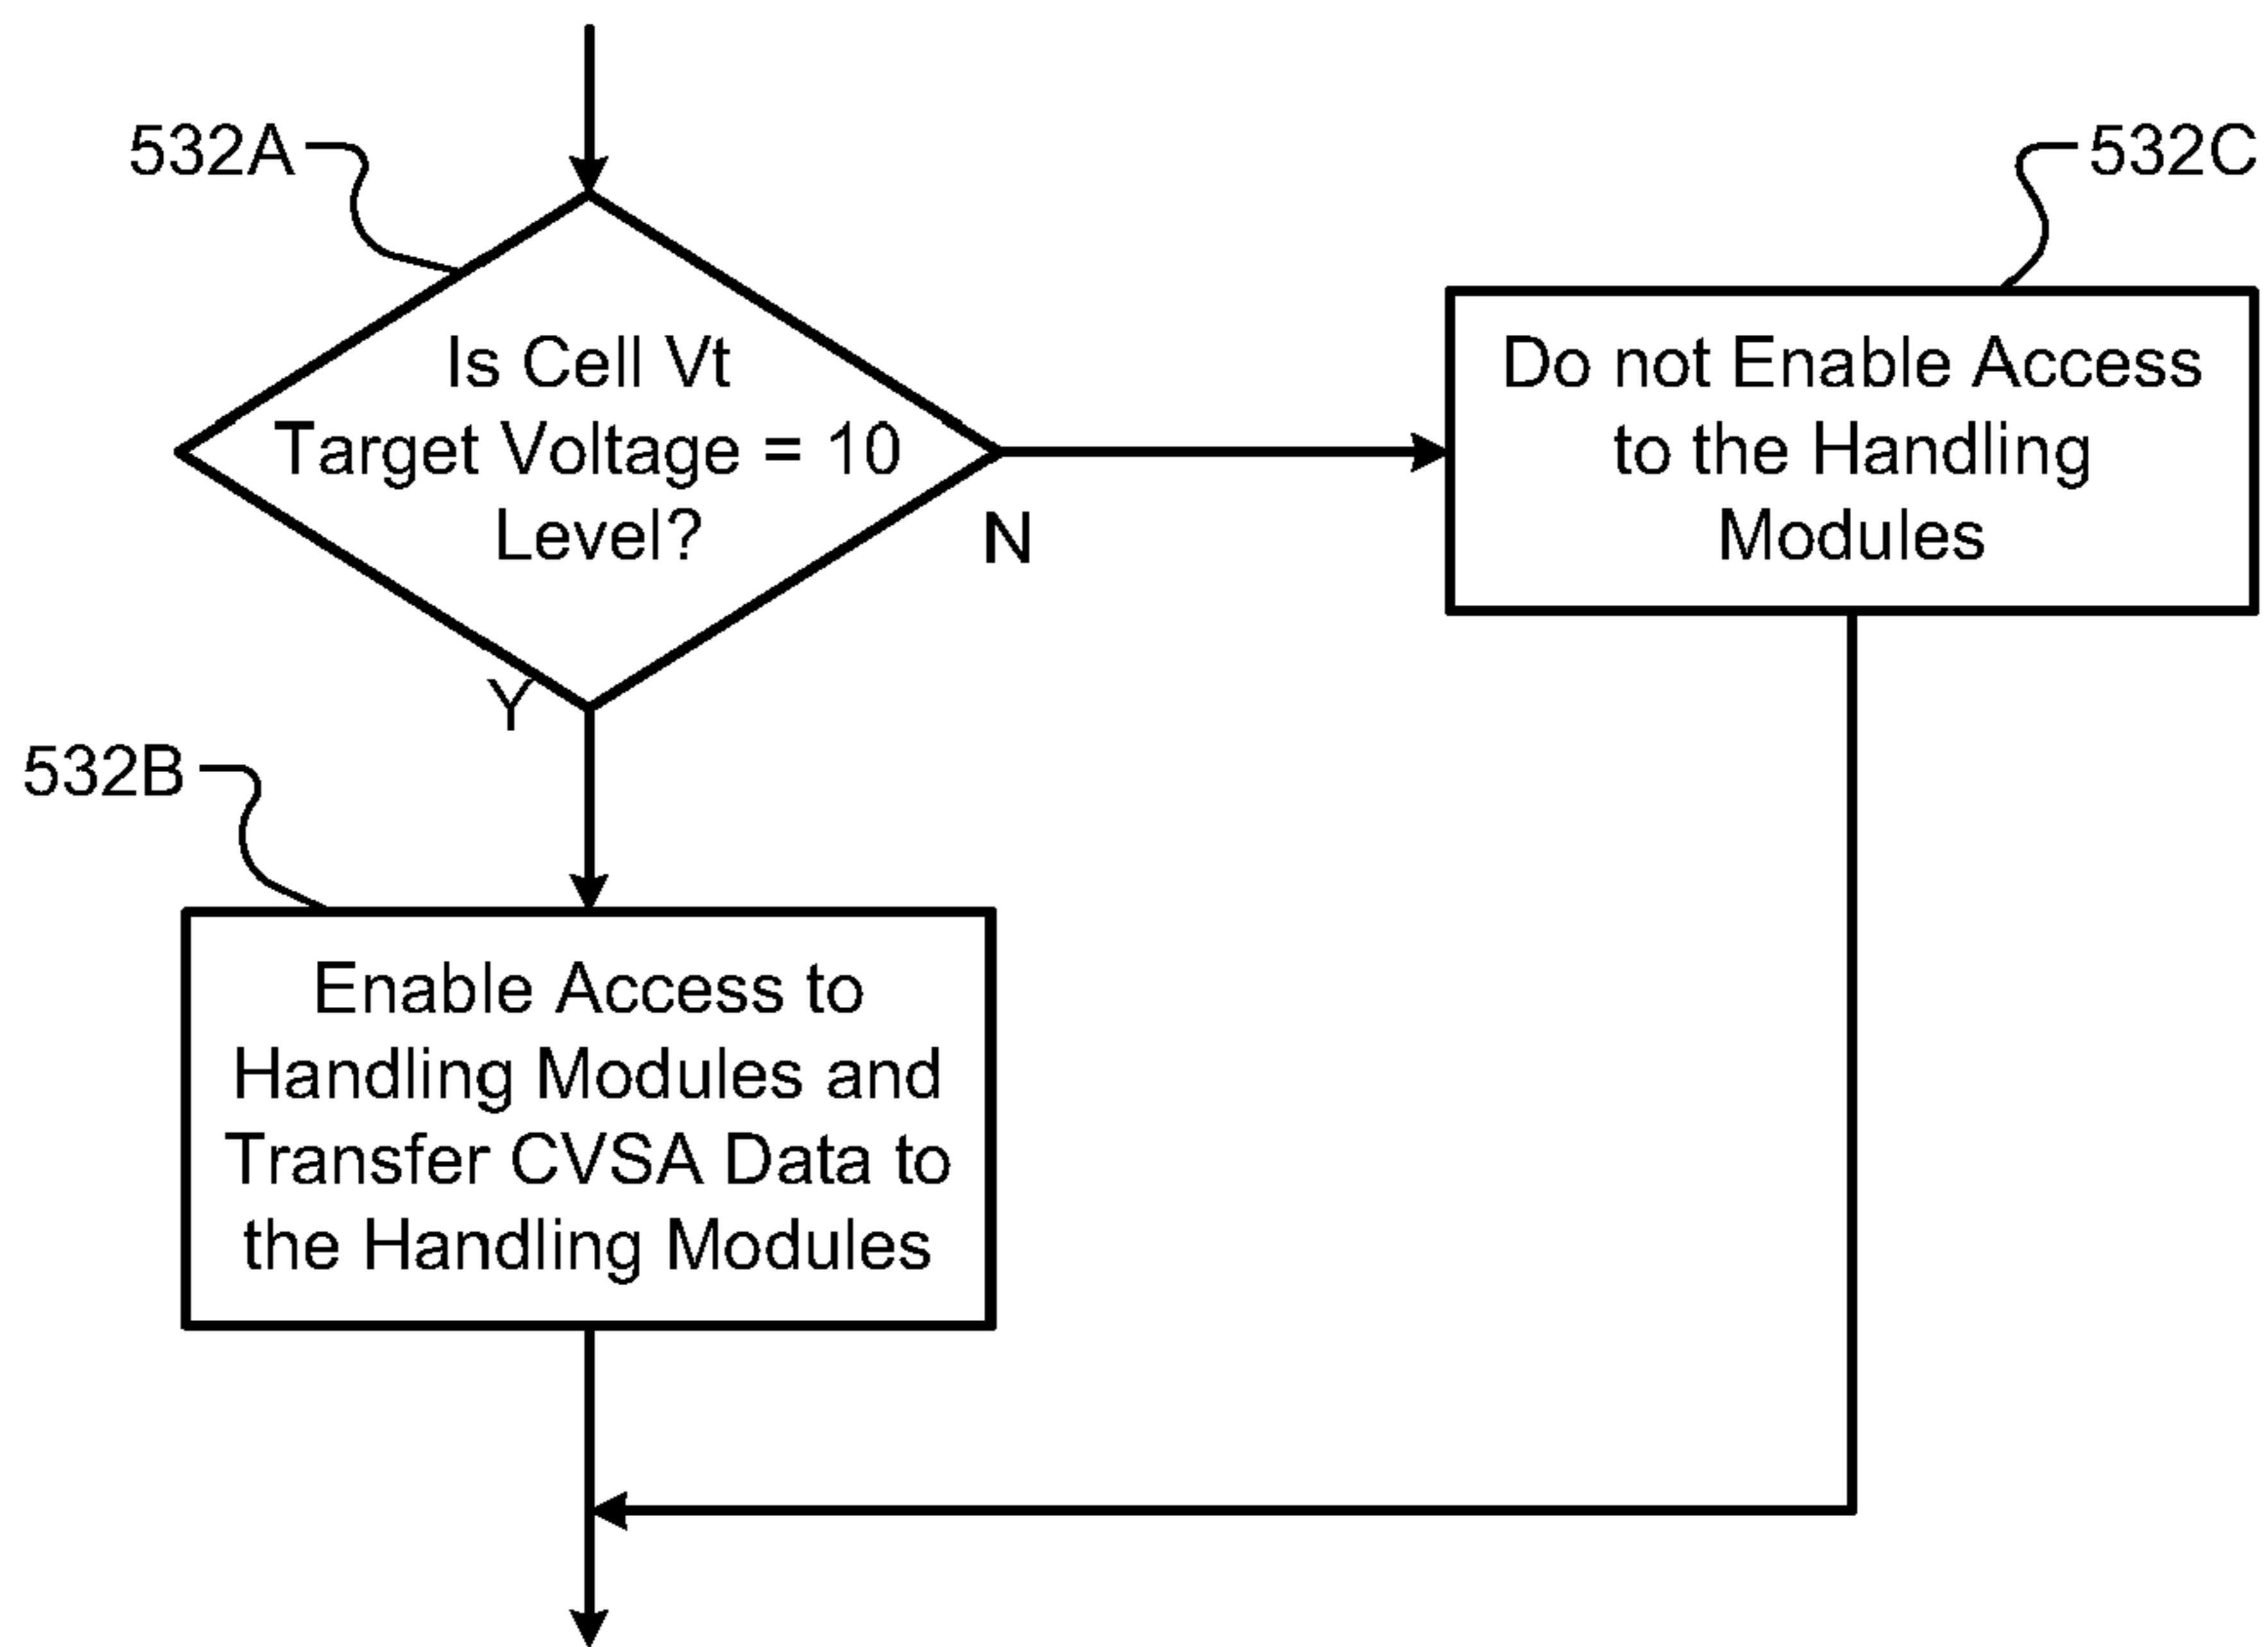 532A
532C
Is Cell Vt
Target Voltage = 10
Level?
N
Y
Do not Enable Access
to the Handling
Modules
532B
Enable Access to
Handling Modules and
Transfer CVSA Data to
the Handling Modules